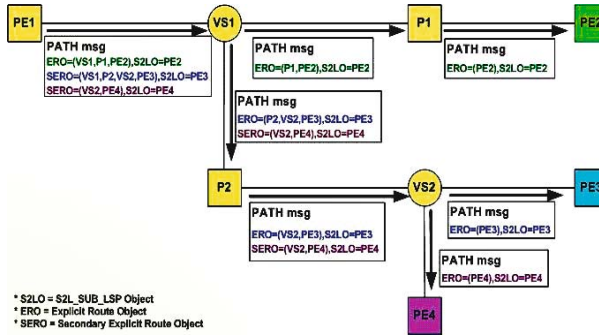 PE1
VS1
P1
PE2
PATH msg
ERO=(VS1,P1,PE2),S2LO=PE2
SERO=(VS1,P2,VS2,PE3),S2LO=PE3
SERO=(VS2,PE4),S2LO=PE4
PATH msg
ERO=(P1,PE2),S2LO=PE2
PATH msg
ERO=(PE2),S2LO=PE2
PATH msg
ERO=(P2,VS2,PE3),S2LO=PE3
SERO=(VS2,PE4),S2LO=PE4
P2
VS2
PE3
PATH msg
ERO=(VS2,PE3),S2LO=PE3
SERO=(VS2,PE4),S2LO=PE4
PATH msg
ERO=(PE3),S2LO=PE3
PATH msg
ERO=(PE4),S2LO=PE4
PE4
* S2LO = S2L_SUB_LSP Object
* ERO = Explicit Route Object
* SERO = Secondary Explicit Route Object